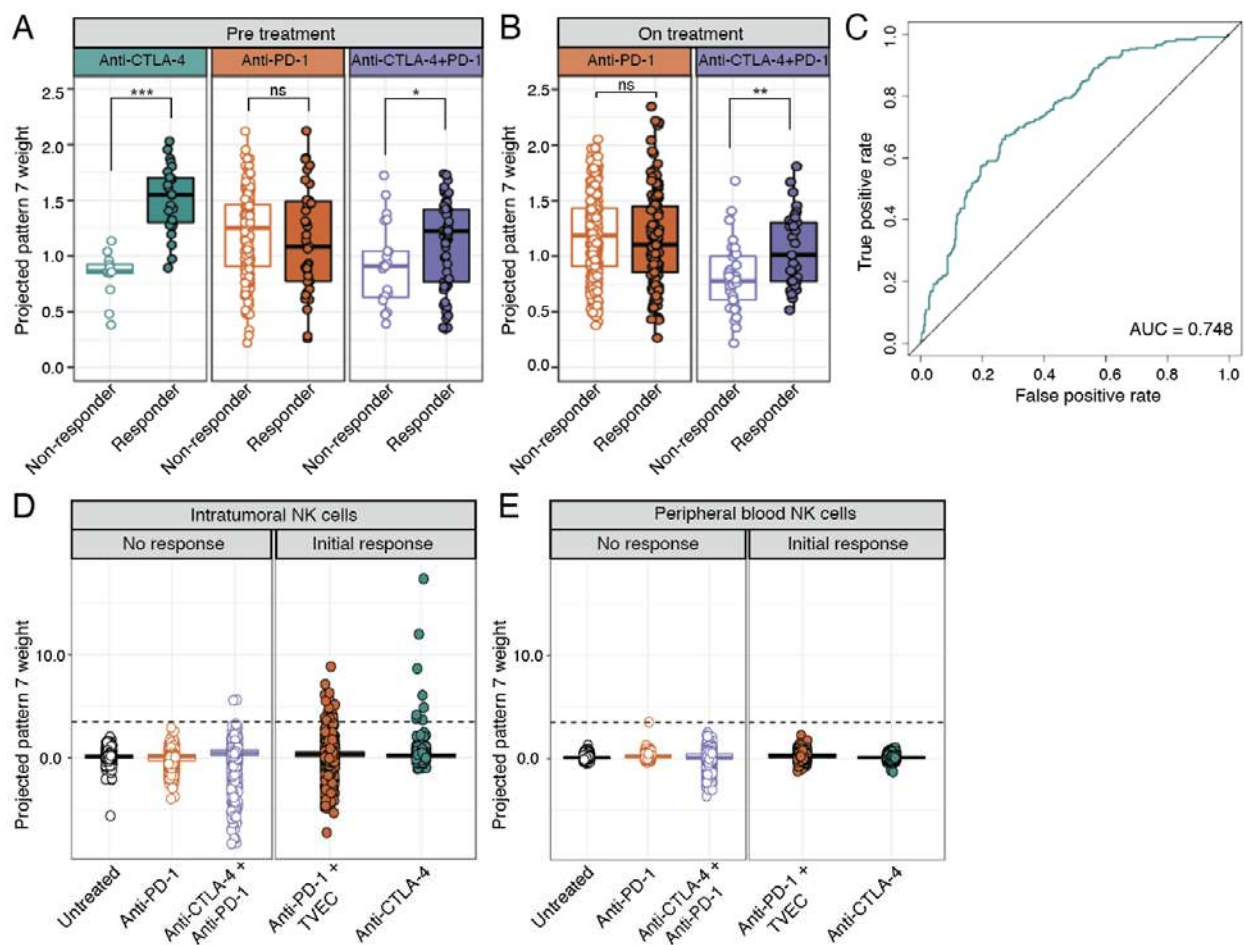 A
Pre treatment
Anti-CTLA-4
Anti-PD-1
Anti-CTLA-4+PD-1
Projected pattern 7 weight
2.5
2.0
1.5
1.0
0.5
0.0
***
ns
*
Non-responder
Responder
Non-responder
Responder
Non-responder
Responder
B
On treatment
Anti-PD-1
Anti-CTLA-4+PD-1
Projected pattern 7 weight
2.5
2.0
1.5
1.0
0.5
0.0
ns
**
Non-responder
Responder
Non-responder
Responder
C
True positive rate
1.0
0.8
0.6
0.4
0.2
0.0
AUC = 0.748
0.0 0.2 0.4 0.6 0.8 1.0
False positive rate
D
Intratumoral NK cells
No response
Initial response
Projected pattern 7 weight
10.0
0.0
Untreated
Anti-PD-1
Anti-CTLA-4 +
Anti-PD-1
Anti-PD-1 +
TVEC
Anti-CTLA-4
E
Peripheral blood NK cells
No response
Initial response
Projected pattern 7 weight
10.0
0.0
Untreated
Anti-PD-1
Anti-CTLA-4 +
Anti-PD-1
Anti-PD-1 +
TVEC
Anti-CTLA-4